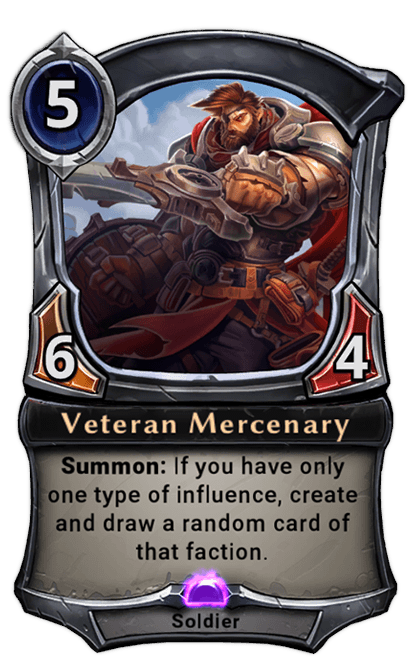 5
6
4
Veteran Mercenary
Summon: If you have only
one type of influence, create
and draw a random card of
that faction.
Soldier